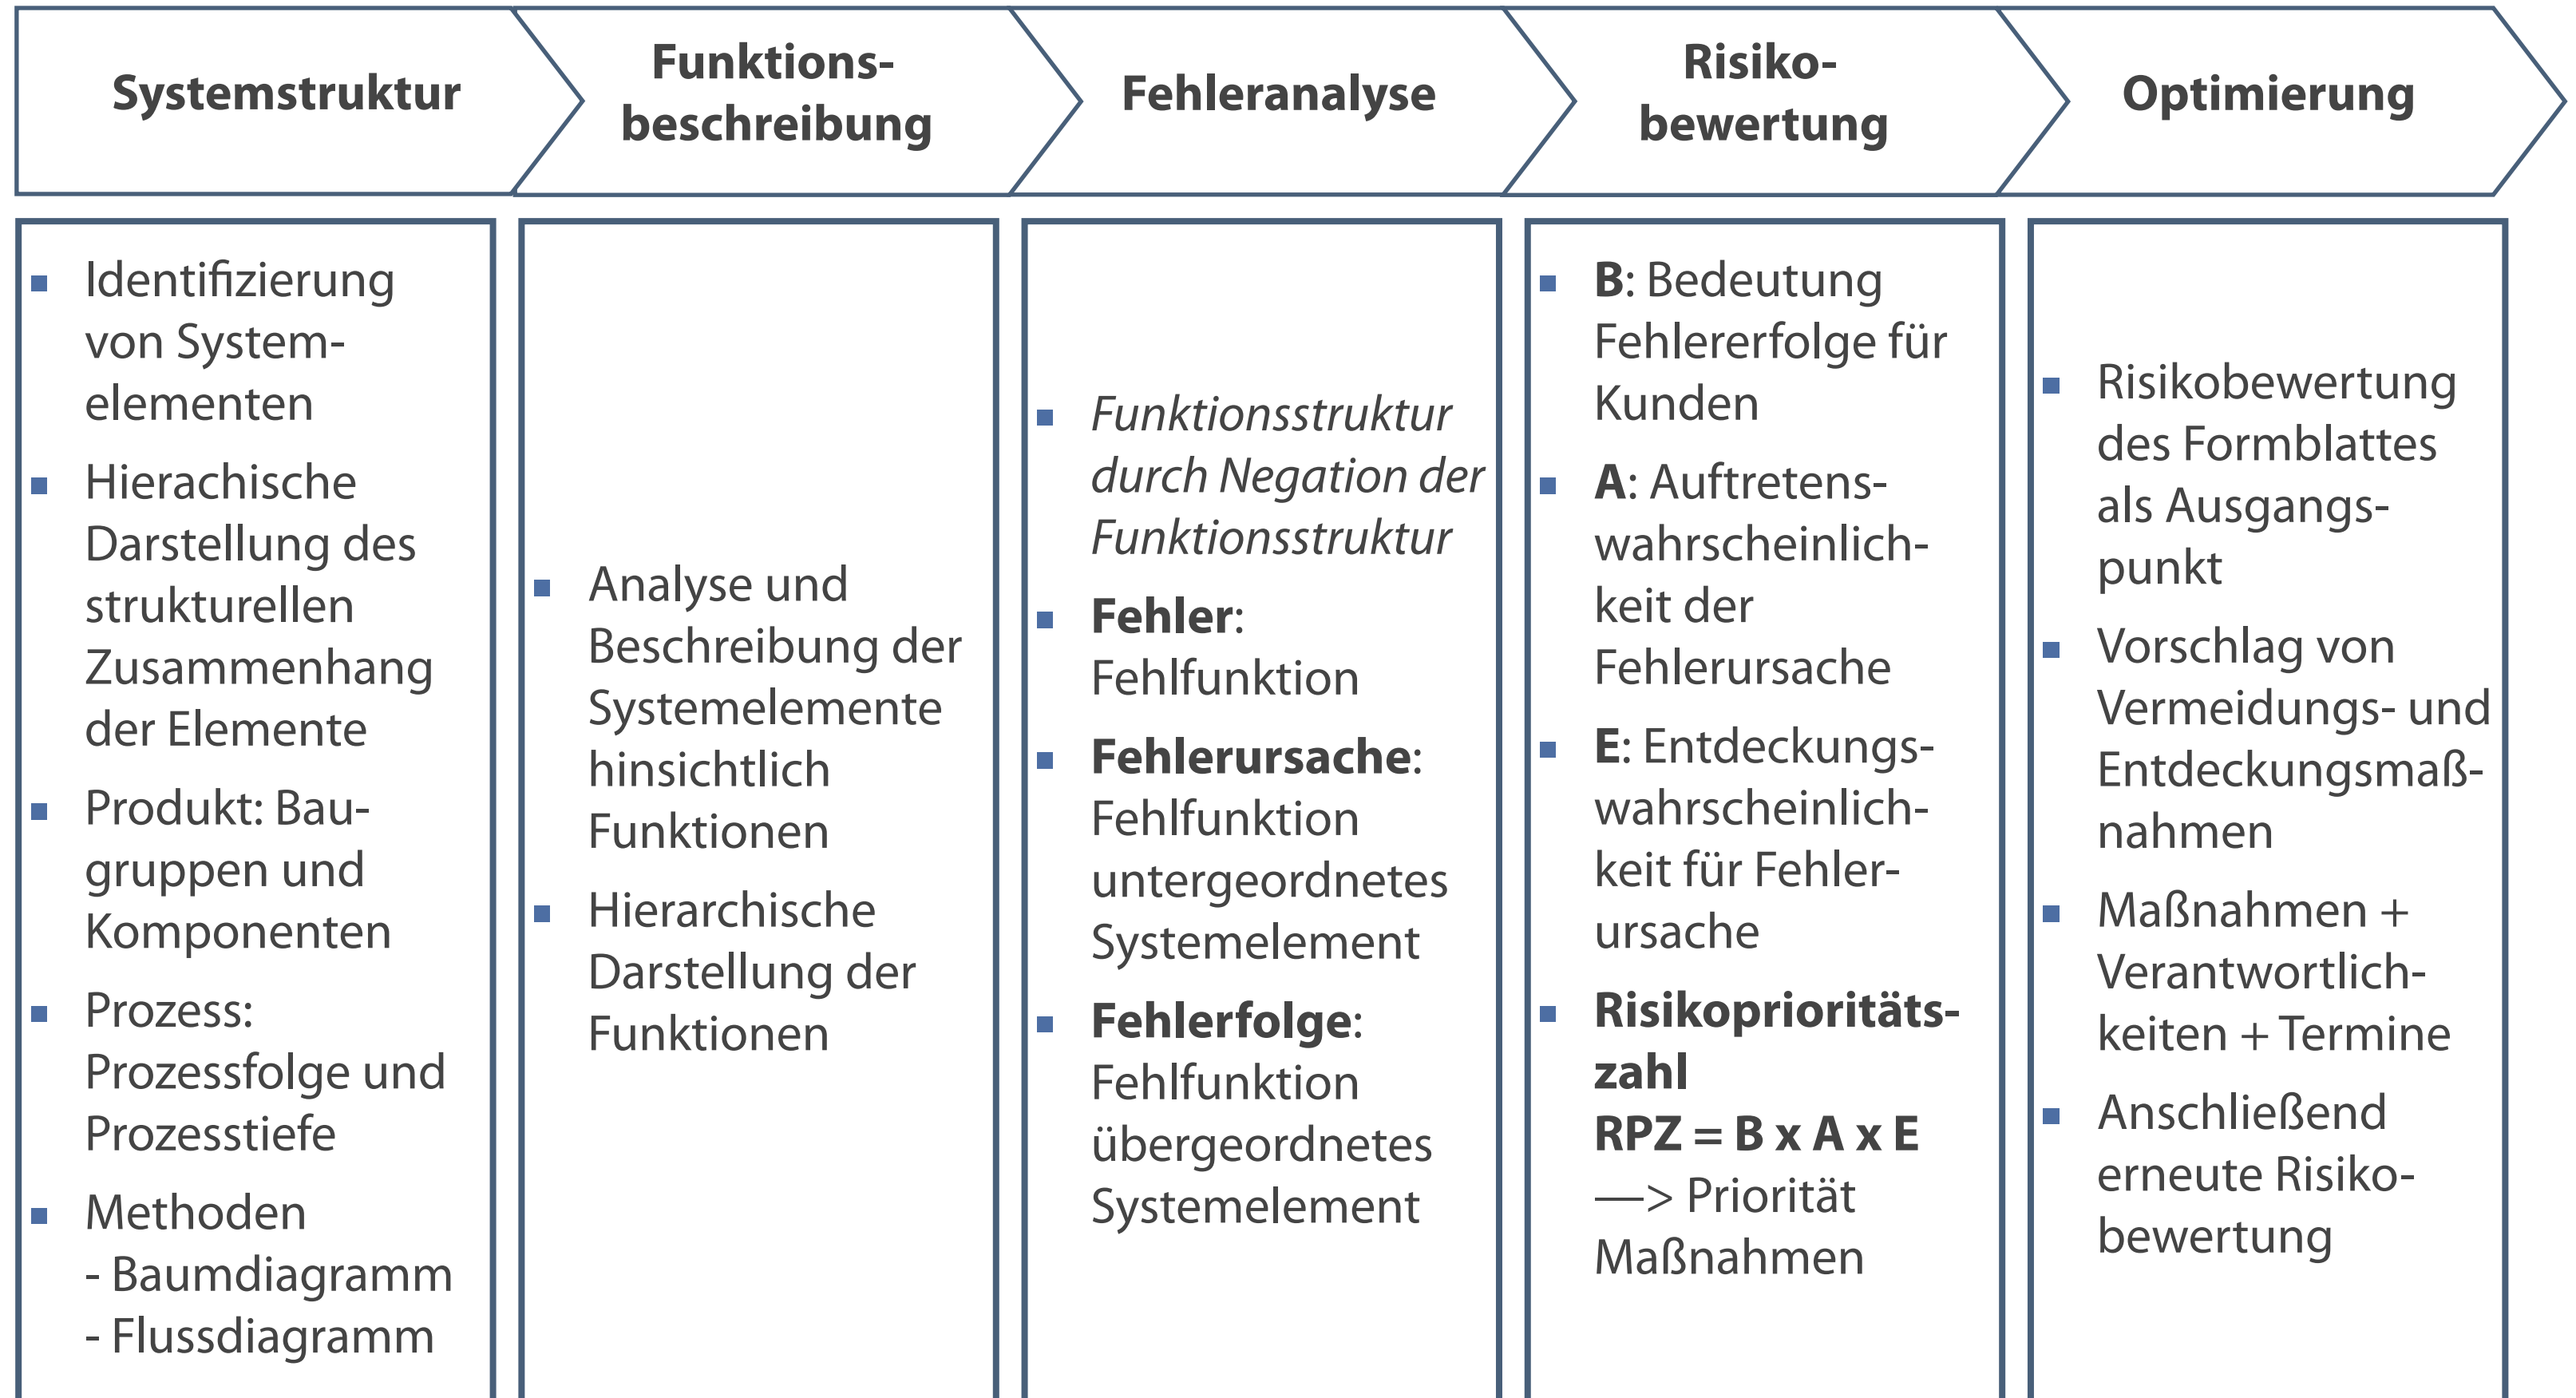 Systemstruktur
Funktions-
beschreibung
Fehleranalyse
Risiko-
bewertung
Optimierung
Identifizierung
von System-
elementen
Hierachische
Darstellung des
strukturellen
Zusammenhang
der Elemente
Produkt: Bau-
gruppen und
Komponenten
Prozess:
Prozessfolge und
Prozesstiefe
Methoden
- Baumdiagramm
- Flussdiagramm
Analyse und
Beschreibung der
Systemelemente
hinsichtlich
Funktionen
Hierarchische
Darstellung der
Funktionen
Funktionsstruktur
durch Negation der
Funktionsstruktur
Fehler:
Fehlfunktion
Fehlerursache:
Fehlfunktion
untergeordnetes
Systemelement
Fehlerfolge:
Fehlfunktion
übergeordnetes
Systemelement
B: Bedeutung
Fehlererfolge für
Kunden
A: Auftretens-
wahrscheinlich-
keit der
Fehlerursache
E: Entdeckungs-
wahrscheinlich-
keit für Fehler-
ursache
Risikoprioritäts-
zahl
RPZ = B x A x E
—> Priorität
Maßnahmen
Risikobewertung
des Formblattes
als Ausgangs-
punkt
Vorschlag von
Vermeidungs- und
Entdeckungsmaß-
nahmen
Maßnahmen +
Verantwortlich-
keiten + Termine
Anschließend
erneute Risiko-
bewertung